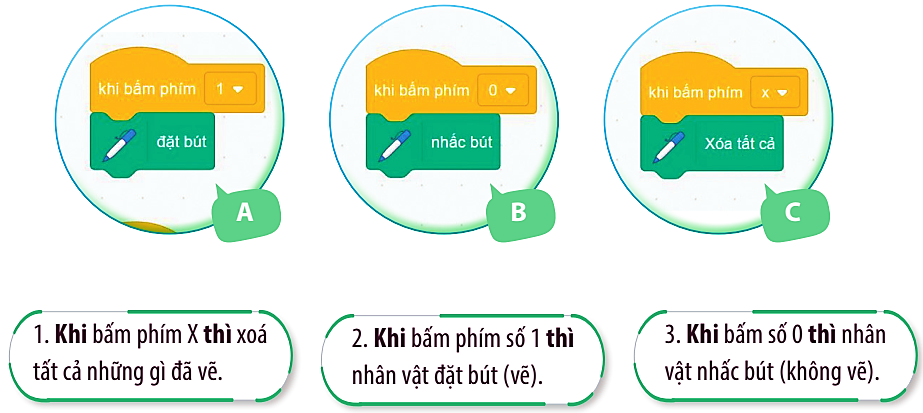 khi bấm phím 1
đặt bút
A
khi bấm phím 0
nhấc bút
B
khi bấm phím x
Xóa tất cả
C
1. Khi bấm phím X thì xoá
tất cả những gì đã vẽ.
2. Khi bấm phím số 1 thì
nhân vật đặt bút (vẽ).
3. Khi bấm số 0 thì nhân
vật nhấc bút (không vẽ).